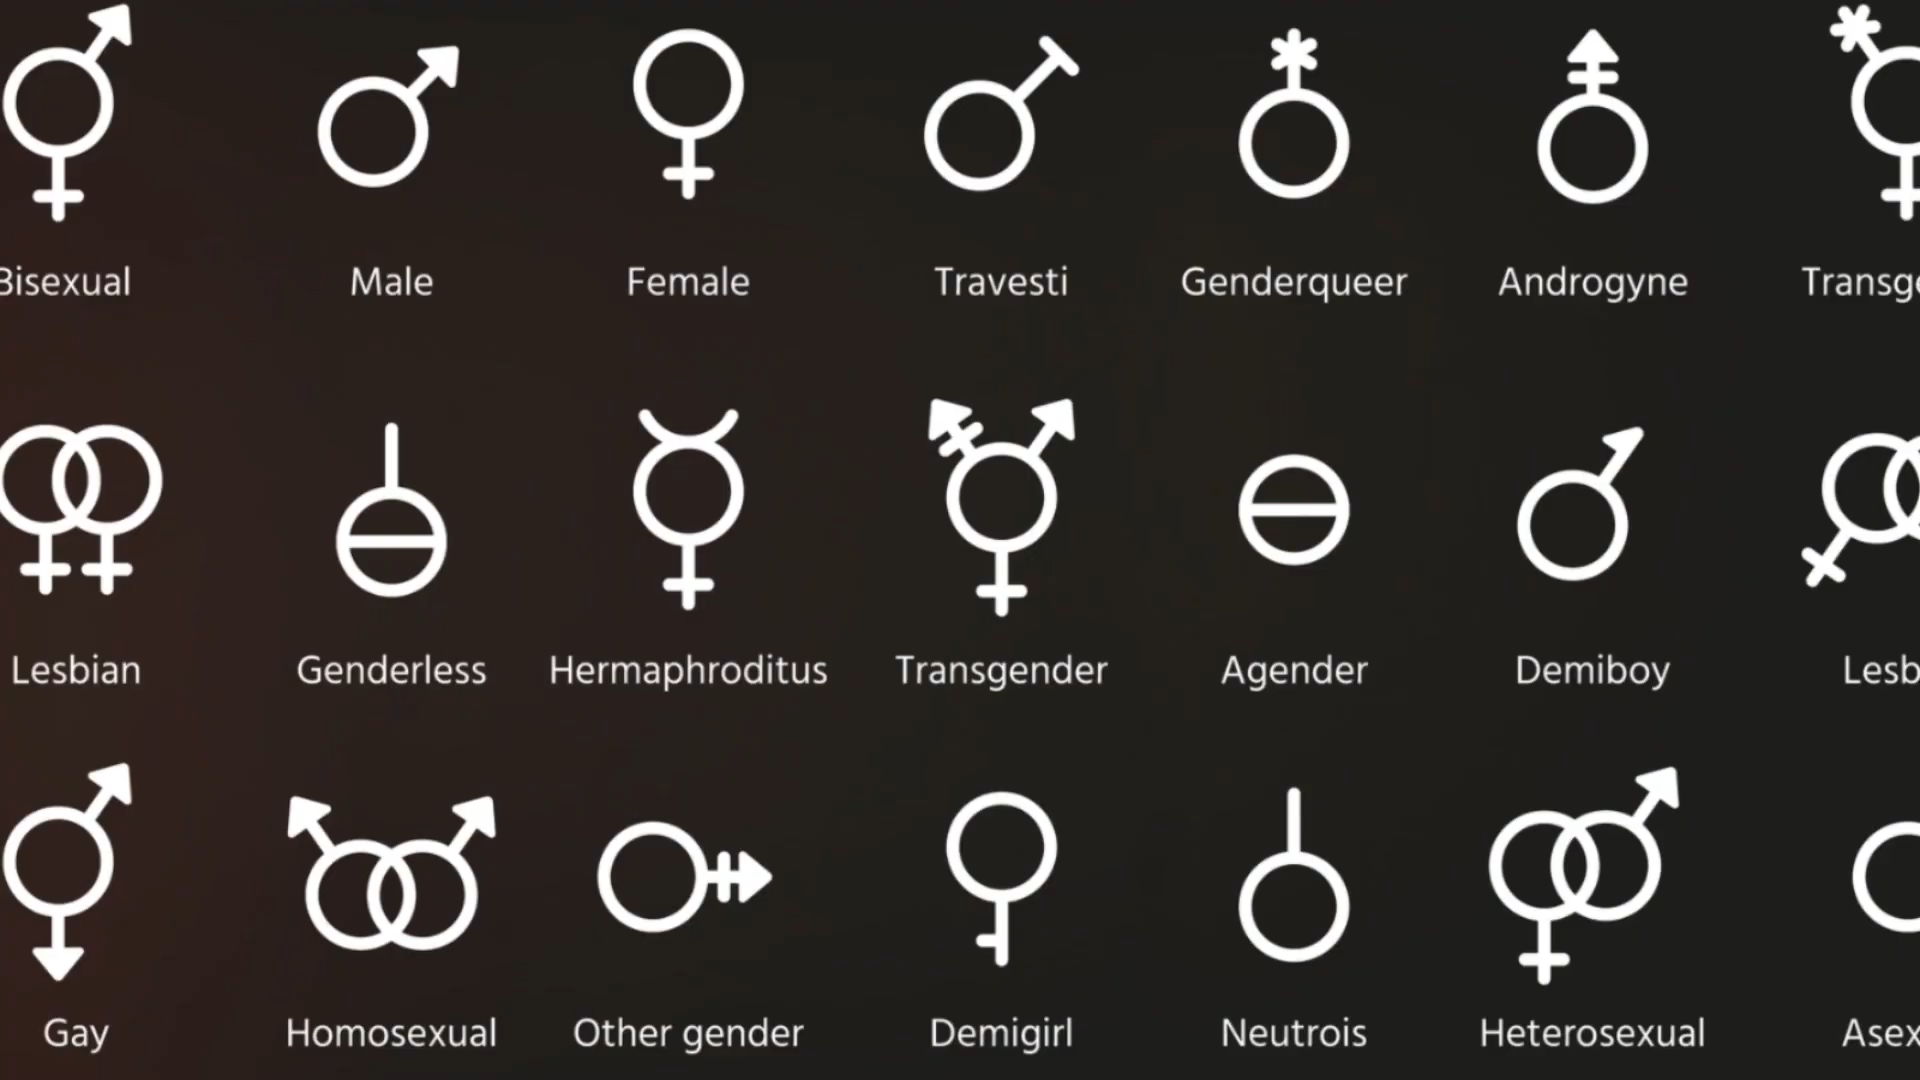 Bisexual Male Female Travesti Genderqueer Androgyne
Lesbian Genderless Hermaphroditus Transgender Agender Demiboy
Gay Homosexual Other gender Demigirl Neutrois Heterosexual